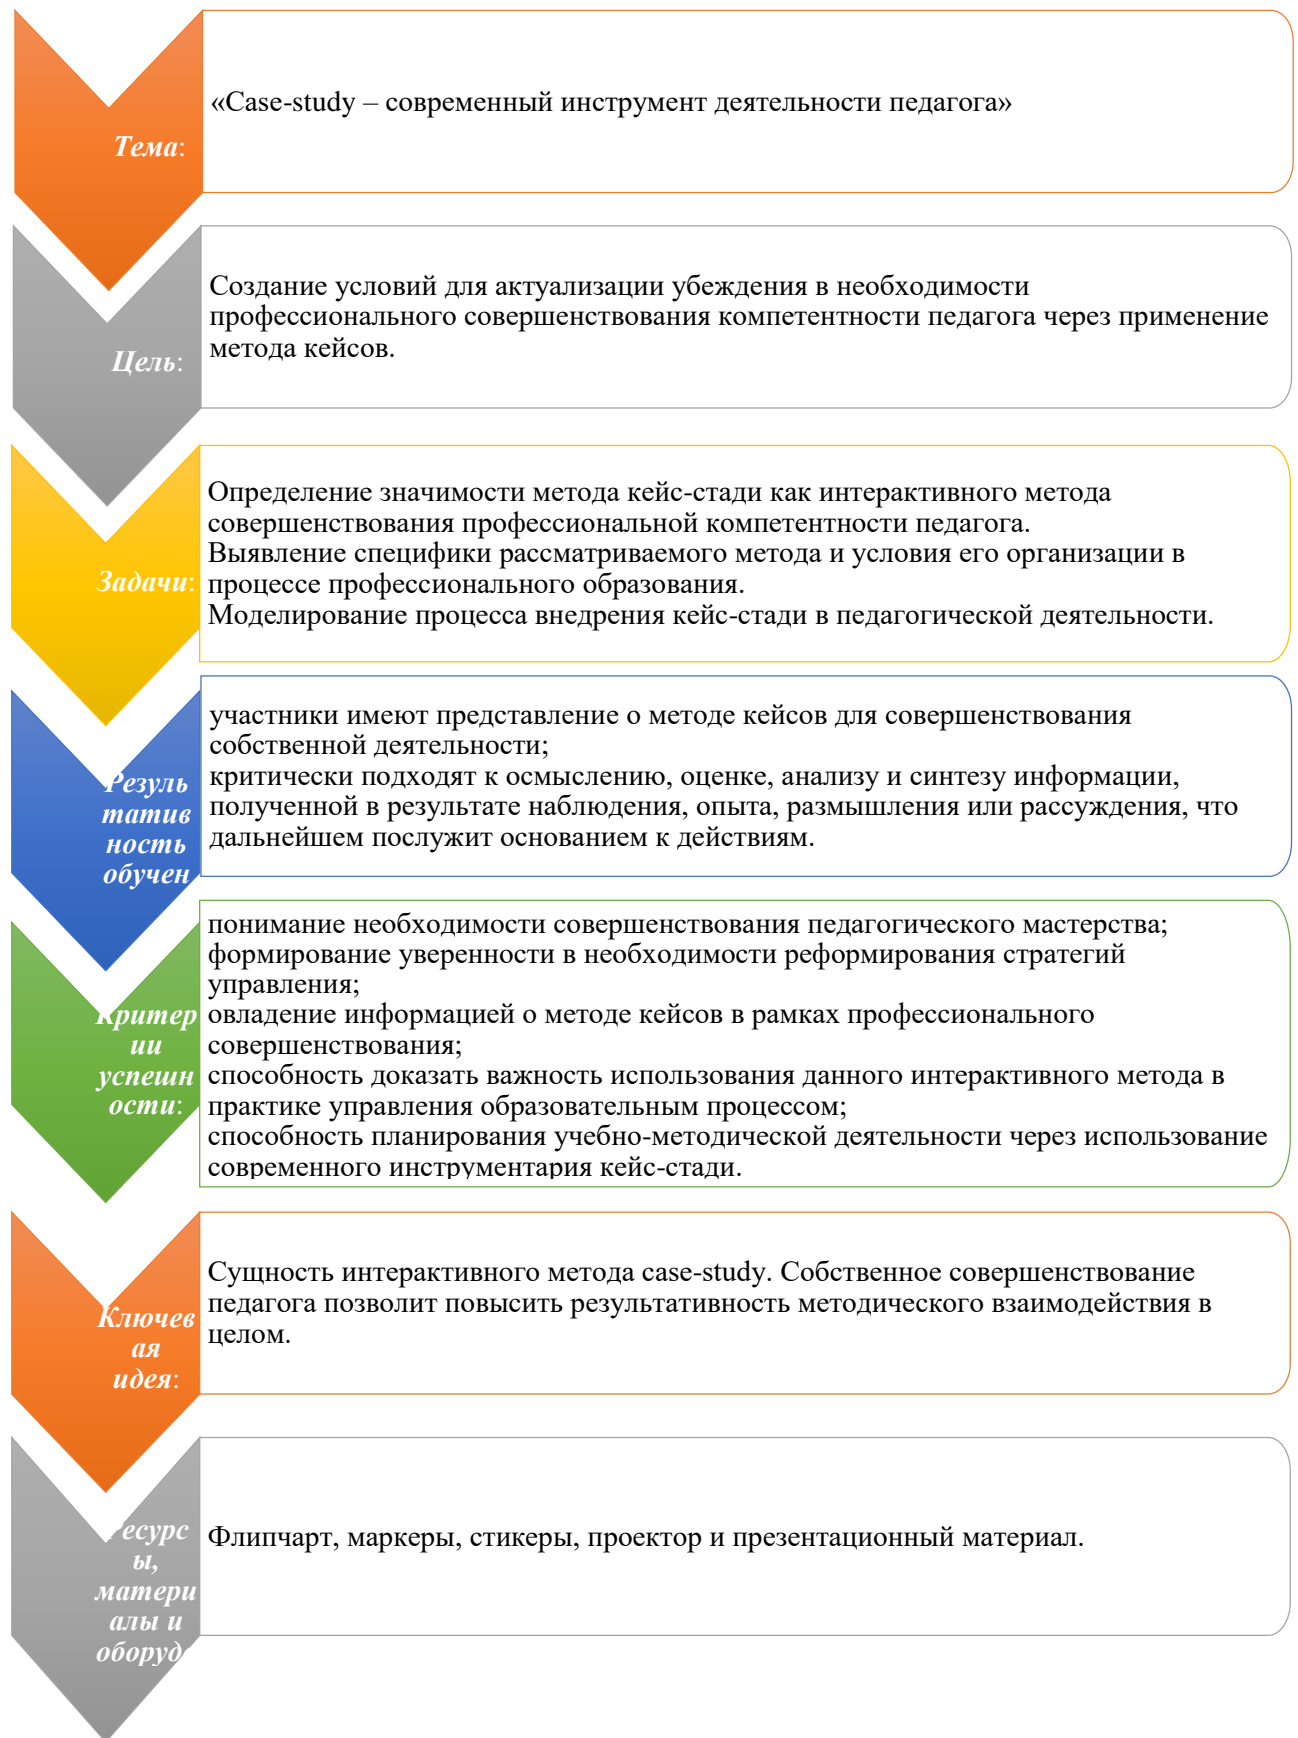 Тема:
«Case-study – современный инструмент деятельности педагога»
Цель:
Создание условий для актуализации убеждения в необходимости
профессионального совершенствования компетентности педагога через применение
метода кейсов.
Задачи:
Определение значимости метода кейс-стади как интерактивного метода
совершенствования профессиональной компетентности педагога.
Выявление специфики рассматриваемого метода и условия его организации в
процессе профессионального образования.
Моделирование процесса внедрения кейс-стади в педагогической деятельности.
Резуль
татив
ность
обучен
участники имеют представление о методе кейсов для совершенствования
собственной деятельности;
критически подходят к осмыслению, оценке, анализу и синтезу информации,
полученной в результате наблюдения, опыта, размышления или рассуждения, что
дальнейшем послужит основанием к действиям.
Критер
ии
успешн
ости:
понимание необходимости совершенствования педагогического мастерства;
формирование уверенности в необходимости реформирования стратегий
управления;
овладение информацией о методе кейсов в рамках профессионального
совершенствования;
способность доказать важность использования данного интерактивного метода в
практике управления образовательным процессом;
способность планирования учебно-методической деятельности через использование
современного инструментария кейс-стади.
Ключев
ая
идея:
Сущность интерактивного метода case-study. Собственное совершенствование
педагога позволит повысить результативность методического взаимодействия в
целом.
Ресурс
ы,
матери
алы и
оборудо
Флипчарт, маркеры, стикеры, проектор и презентационный материал.